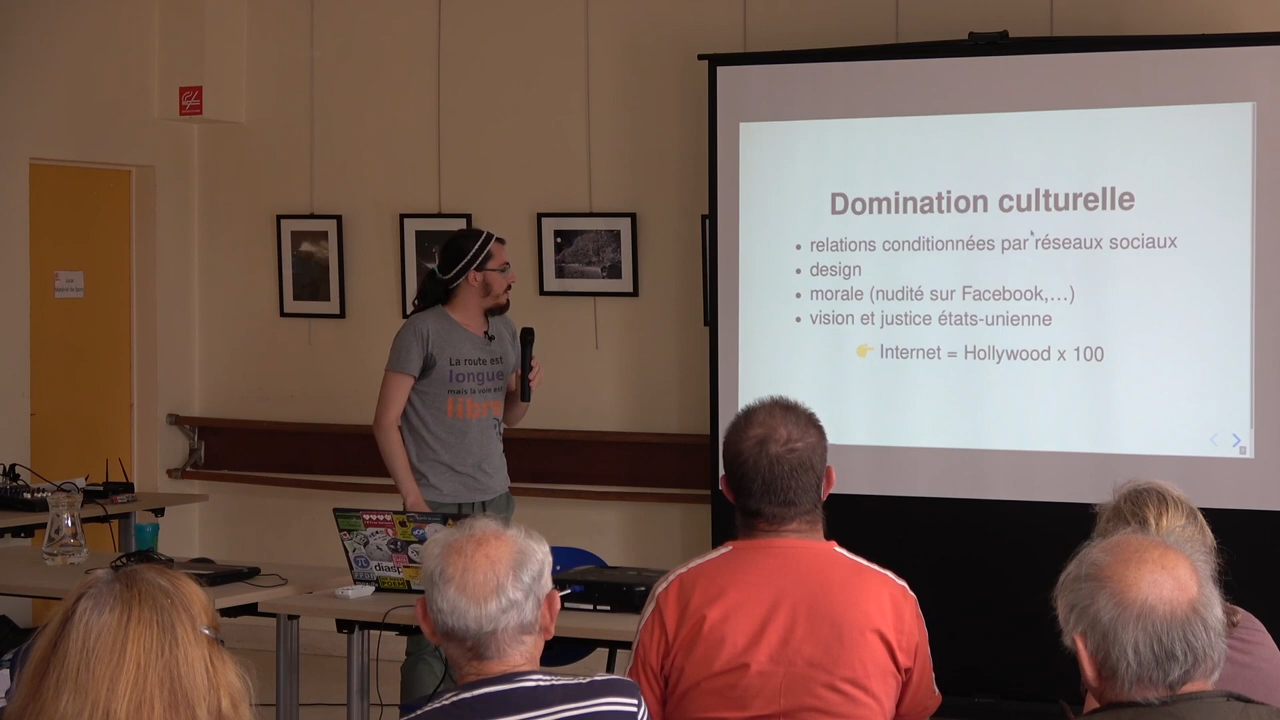 Domination culturelle
• relations conditionnées par réseaux sociaux
• design
• morale (nudité sur Facebook,…)
• vision et justice états-unienne
👉 Internet = Hollywood x 100
La route est
longue
mais la voie est
libre
diasp